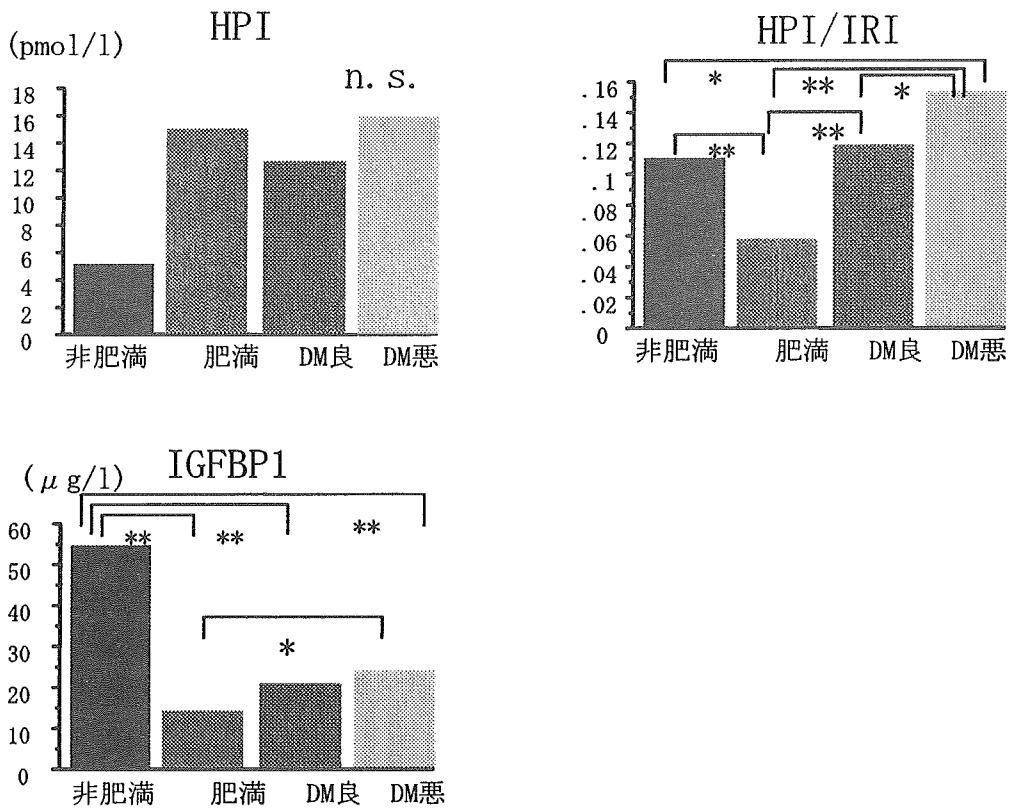 HPI
(pmol/l)
n. s.
18
16
14
12
10
8
6
4
2
0
非肥満 肥満 DM良 DM悪
HPI/IRI
* ** *
** **
.16
.14
.12
.1
.08
.06
.04
.02
0
非肥満 肥満 DM良 DM悪
IGFBP1
(μg/l)
** ** **
*
60
50
40
30
20
10
0
非肥満 肥満 DM良 DM悪